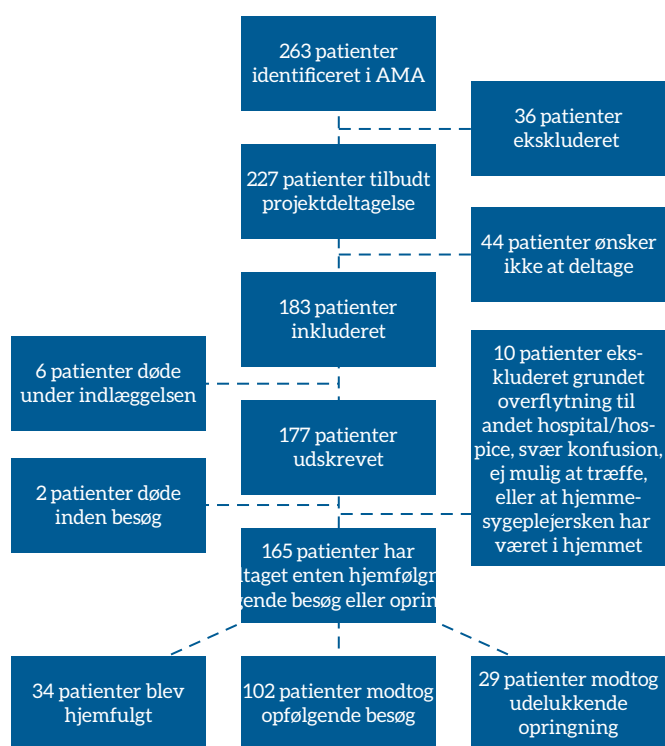 263 patienter
identificeret i AMA
36 patienter
ekskluderet
227 patienter tilbudt
projektdeltagelse
44 patienter ønsker
ikke at deltage
183 patienter
inkluderet
6 patienter døde
under indlæggelsen
10 patienter eks-
kluderet grundet
overflytning til
andet hospital/hos-
pice, svær konfusion,
ej mulig at træffe,
eller at hjemme-
sygeplejersken har
været i hjemmet
177 patienter
udskrevet
2 patienter døde
inden besøg
165 patienter har
enten
besøg eller
34 patienter blev
hjemfulgt
102 patienter modtog
opfølgende besøg
29 patienter modtog
udelukkende
opringning